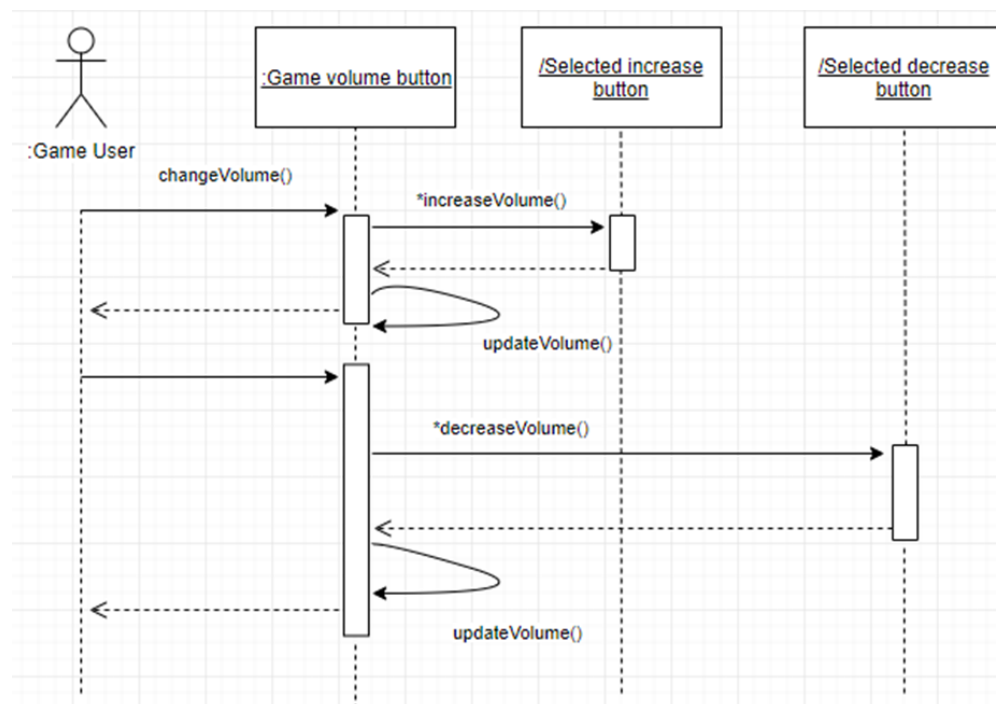 :Game volume button
/Selected increase
button
/Selected decrease
button
:Game User
changeVolume()
*increaseVolume()
updateVolume()
*decreaseVolume()
updateVolume()